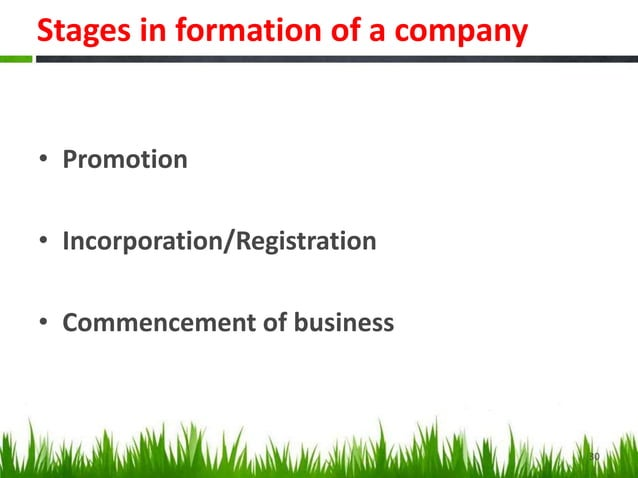 Stages in formation of a company
• Promotion
• Incorporation/Registration
• Commencement of business
30